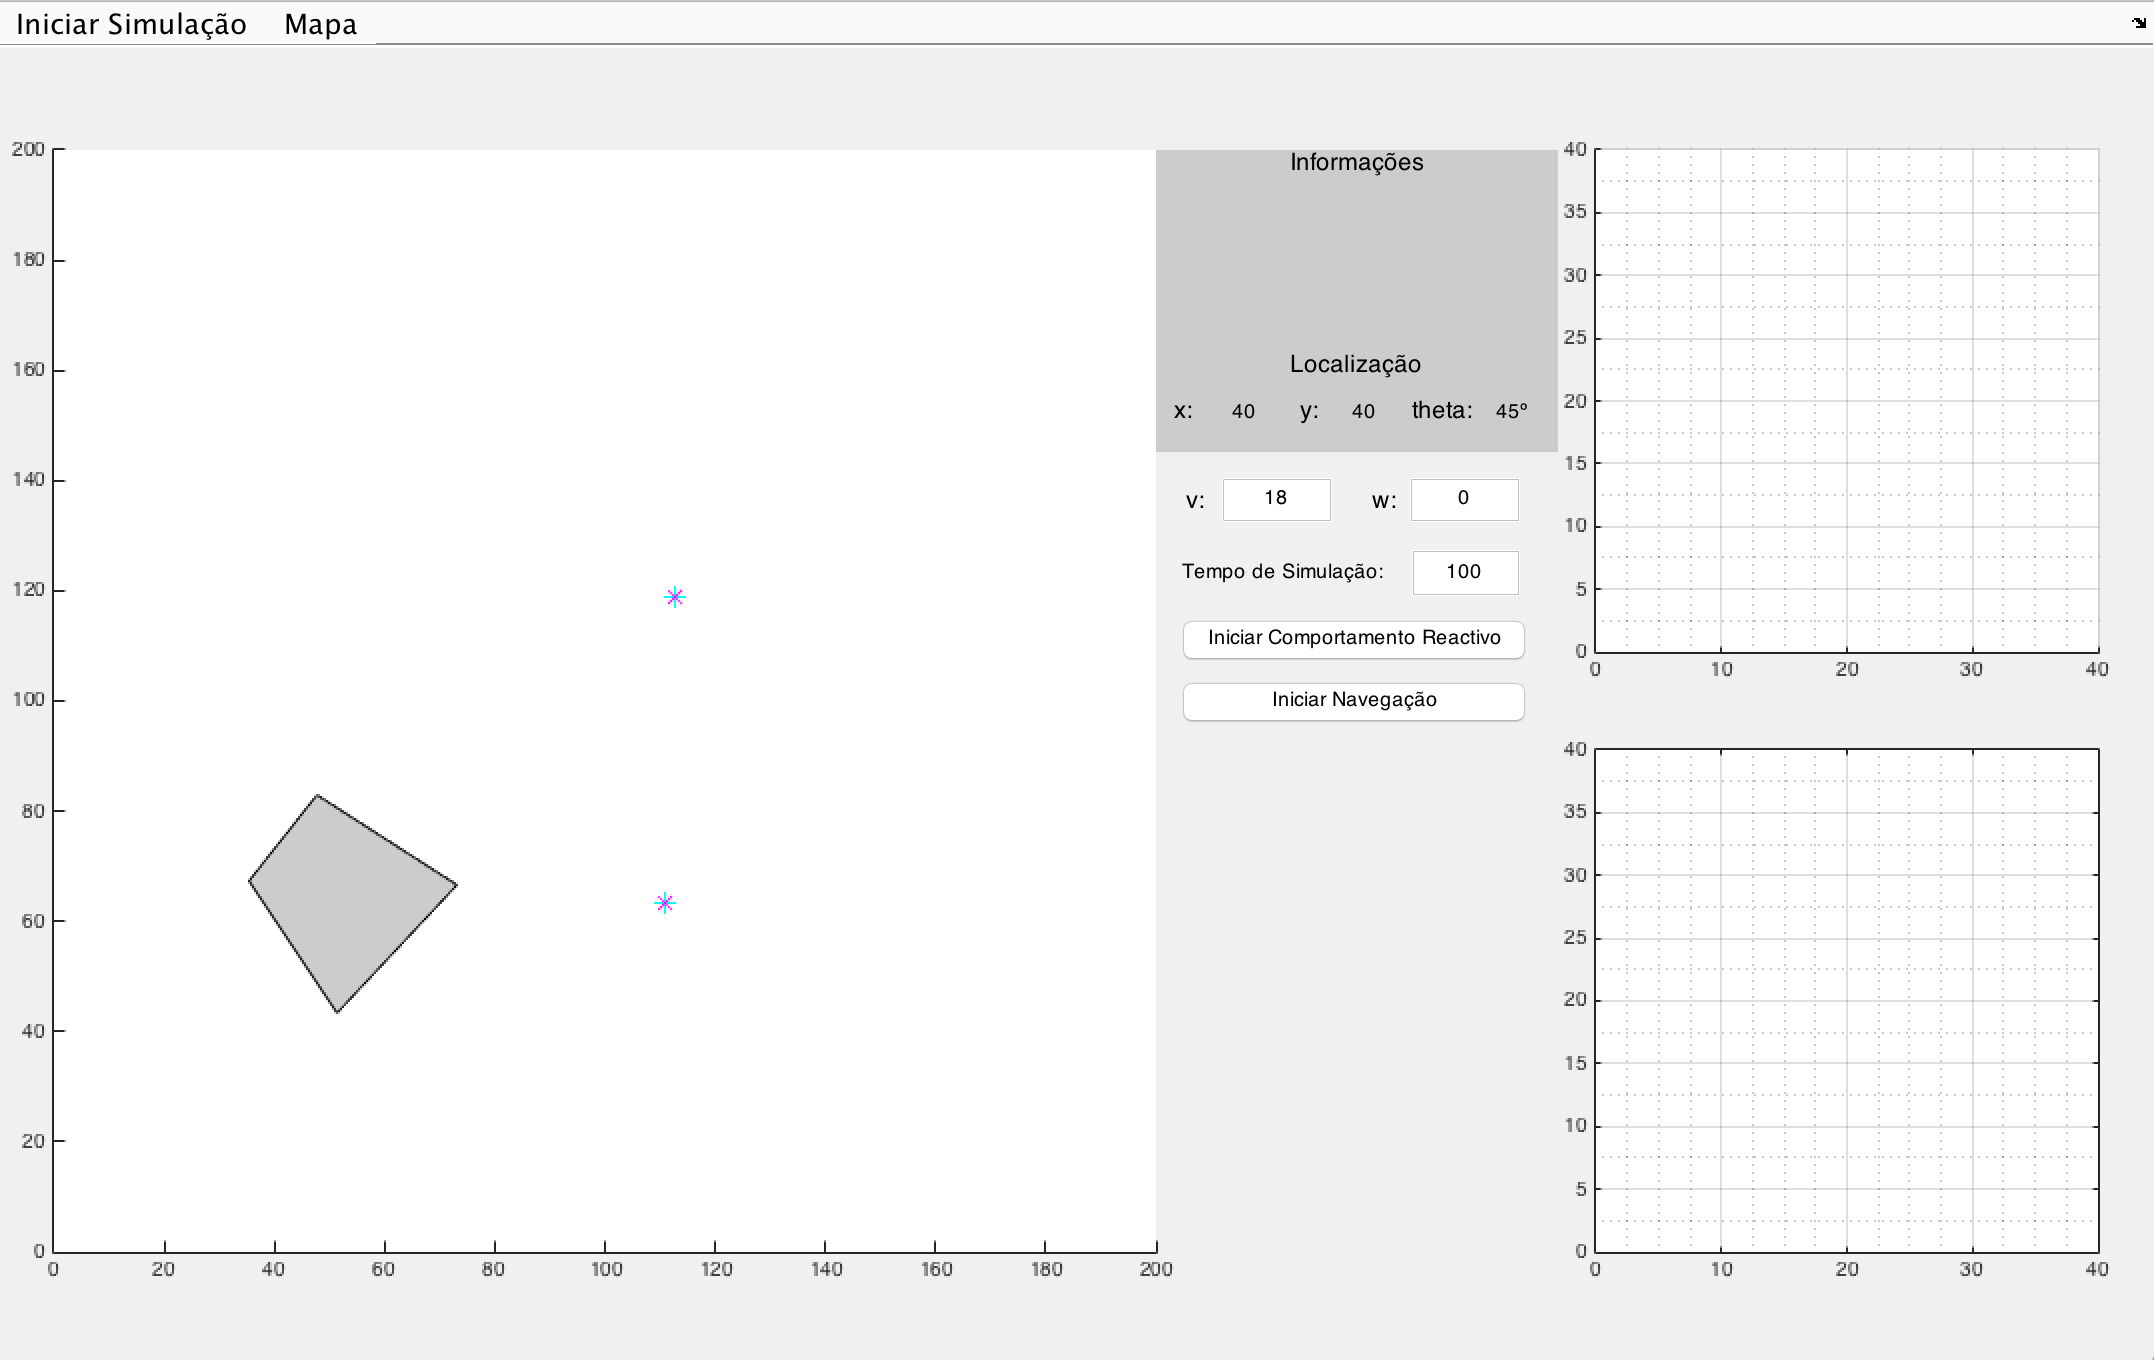 Iniciar Simulação Mapa
200
180
160
140
120
100
80
60
40
20
0
0 20 40 60 80 100 120 140 160 180 200
Informações
Localização
x: 40 y: 40 theta: 45º
v: 18 w: 0
Tempo de Simulação: 100
Iniciar Comportamento Reactivo
Iniciar Navegação
40
35
30
25
20
15
10
5
0
0 10 20 30 40
40
35
30
25
20
15
10
5
0
0 10 20 30 40